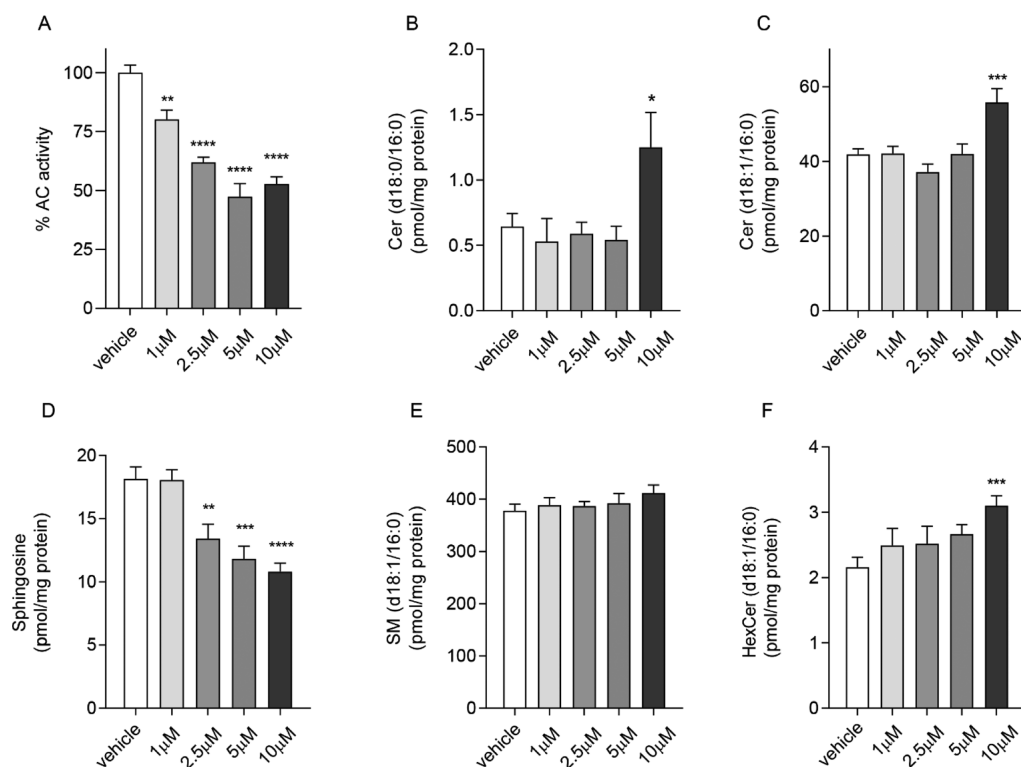 A
% AC activity
100
75
50
25
0
**
****
****
****
vehicle
1µM
2.5µM
5µM
10µM
B
Cer (d18:0/16:0)
(pmol/mg protein)
2.0
1.5
1.0
0.5
0.0
*
vehicle
1µM
2.5µM
5µM
10µM
C
Cer (d18:1/16:0)
(pmol/mg protein)
60
40
20
0
***
vehicle
1µM
2.5µM
5µM
10µM
D
Sphingosine
(pmol/mg protein)
20
15
10
5
0
**
***
****
vehicle
1µM
2.5µM
5µM
10µM
E
SM (d18:1/16:0)
(pmol/mg protein)
500
400
300
200
100
0
vehicle
1µM
2.5µM
5µM
10µM
F
HexCer (d18:1/16:0)
(pmol/mg protein)
4
3
2
1
0
***
vehicle
1µM
2.5µM
5µM
10µM